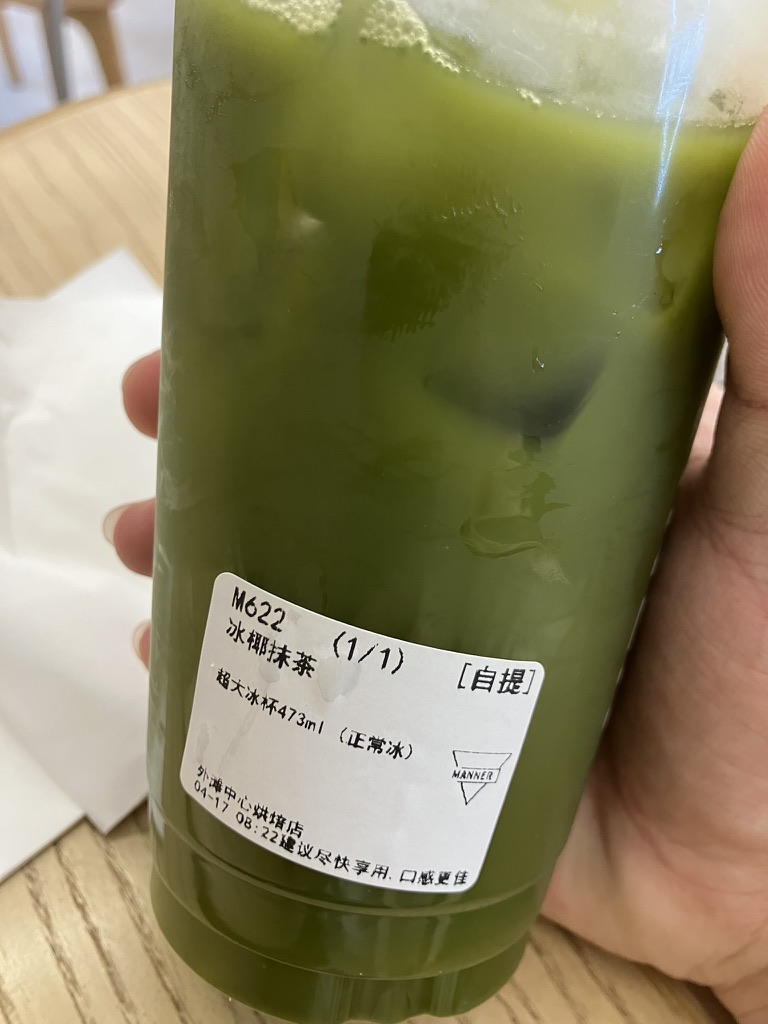 M622
冰椰抹茶 (1/1) [自提]
超大冰杯473ml (正常冰)
MANNER
外滩中心烘焙店
04-17 08:22建议尽快享用,口感更佳